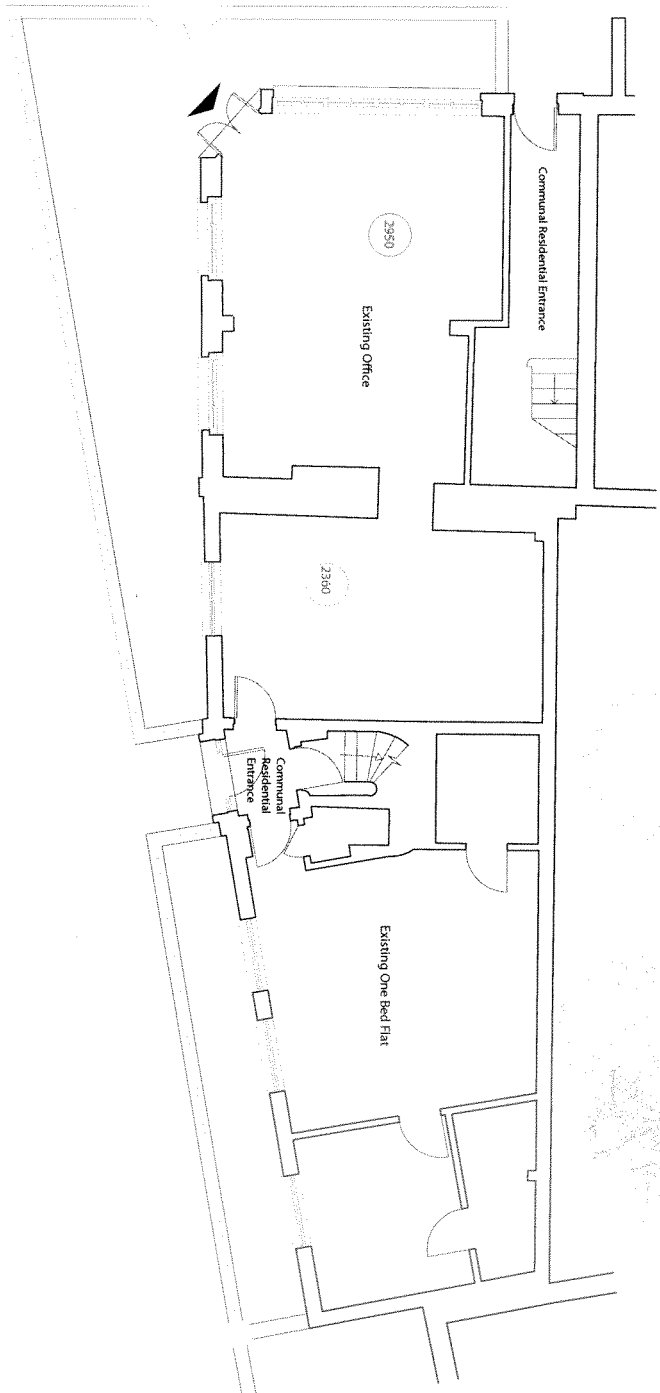 Communal Residential Entrance
2950
Existing Office
2360
Communal
Residential
Entrance
Existing One Bed Flat